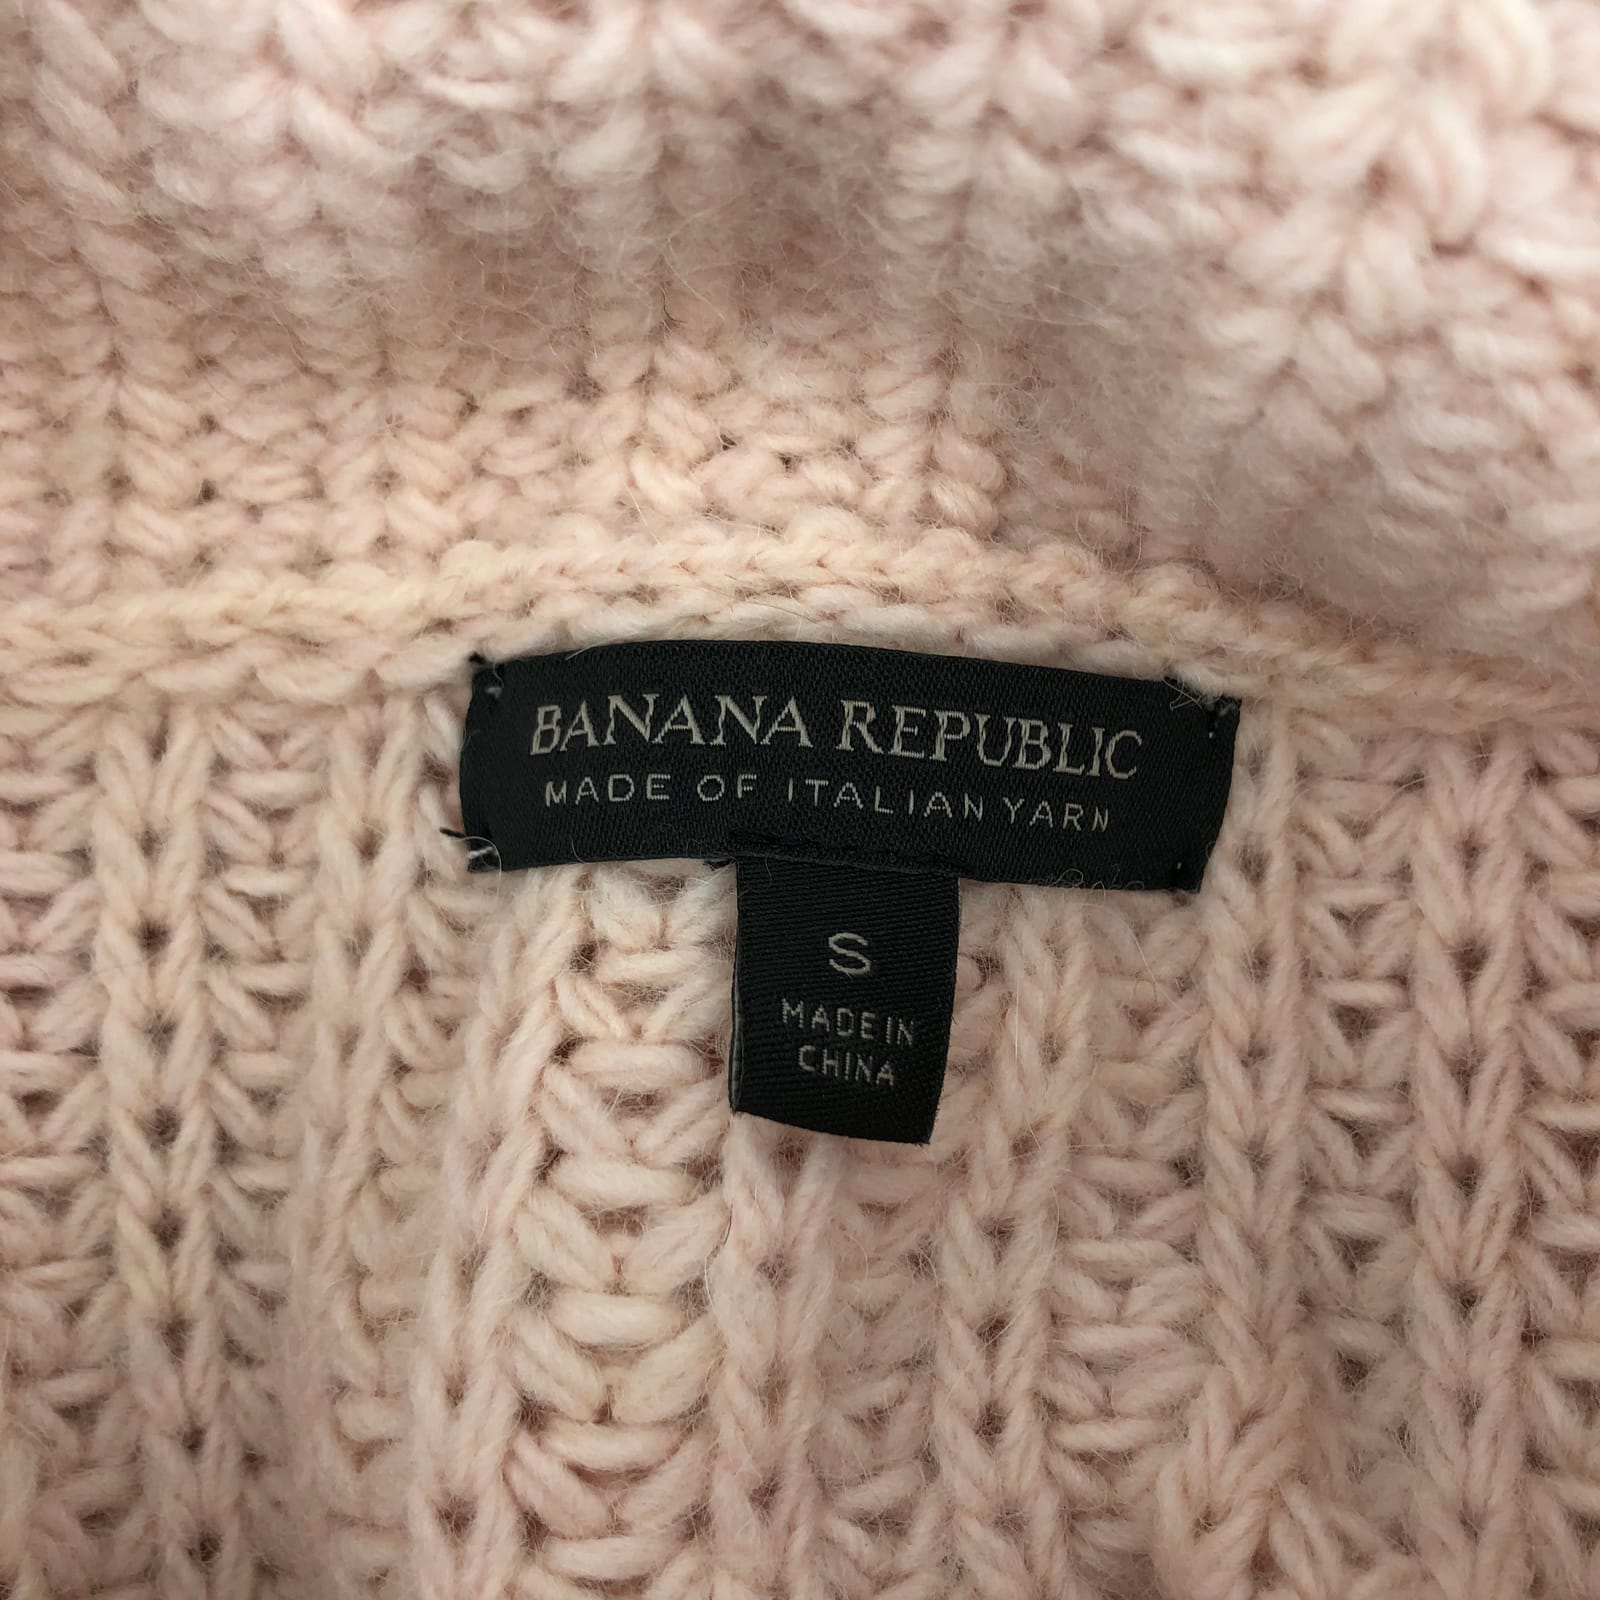 BANANA REPUBLIC
MADE OF ITALIAN YARN
S
MADE IN
CHINA